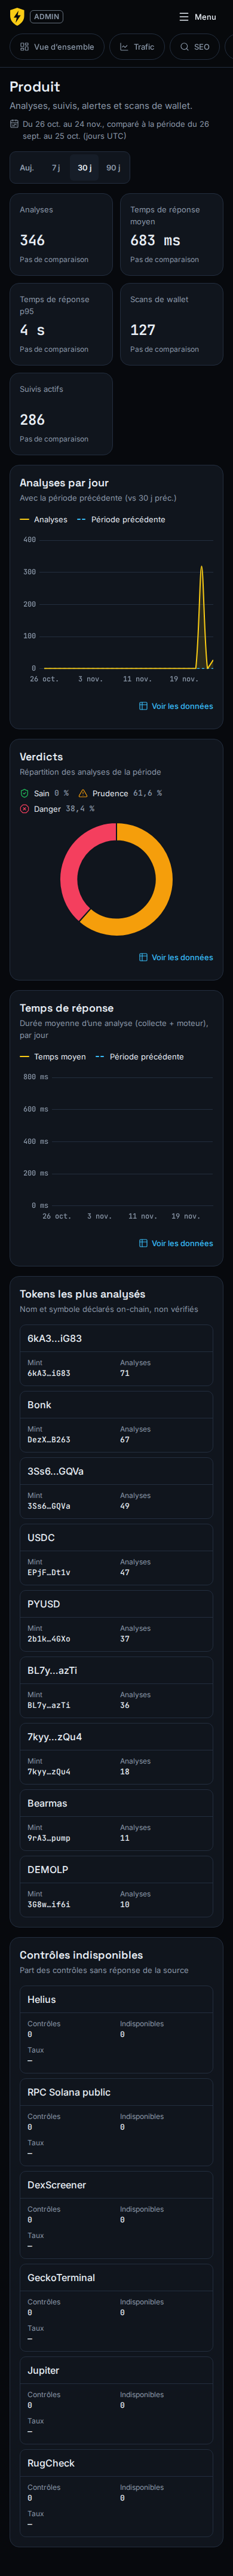 ADMIN
Menu
Vue d'ensemble
Trafic
SEO
Produit
Analyses, suivis, alertes et scans de wallet.
Du 26 oct. au 24 nov., comparé à la période du 26
sept. au 25 oct. (jours UTC)
Auj. 7 j 30 j 90 j
Analyses
346
Pas de comparaison
Temps de réponse
moyen
683 ms
Pas de comparaison
Temps de réponse
p95
4 s
Pas de comparaison
Scans de wallet
127
Pas de comparaison
Suivis actifs
286
Pas de comparaison
Analyses par jour
Avec la période précédente (vs 30 j préc.)
Analyses Période précédente
400
300
200
100
0
26 oct. 3 nov. 11 nov. 19 nov.
Voir les données
Verdicts
Répartition des analyses de la période
Sain 0 % Prudence 61,6 %
Danger 38,4 %
Voir les données
Temps de réponse
Durée moyenne d'une analyse (collecte + moteur),
par jour
Temps moyen Période précédente
800 ms
600 ms
400 ms
200 ms
0 ms
26 oct. 3 nov. 11 nov. 19 nov.
Voir les données
Tokens les plus analysés
Nom et symbole déclarés on-chain, non vérifiés
6kA3…iG83
Mint Analyses
6kA3…iG83 71
Bonk
Mint Analyses
DezX…B263 67
3Ss6…GQVa
Mint Analyses
3Ss6…GQVa 49
USDC
Mint Analyses
EPjF…Dt1v 47
PYUSD
Mint Analyses
2b1k…4GXo 37
BL7y…azTi
Mint Analyses
BL7y…azTi 36
7kyy…zQu4
Mint Analyses
7kyy…zQu4 18
Bearmas
Mint Analyses
9rA3…pump 11
DEMOLP
Mint Analyses
3G8w…if6i 10
Contrôles indisponibles
Part des contrôles sans réponse de la source
Helius
Contrôles Indisponibles
0 0
Taux
—
RPC Solana public
Contrôles Indisponibles
0 0
Taux
—
DexScreener
Contrôles Indisponibles
0 0
Taux
—
GeckoTerminal
Contrôles Indisponibles
0 0
Taux
—
Jupiter
Contrôles Indisponibles
0 0
Taux
—
RugCheck
Contrôles Indisponibles
0 0
Taux
—